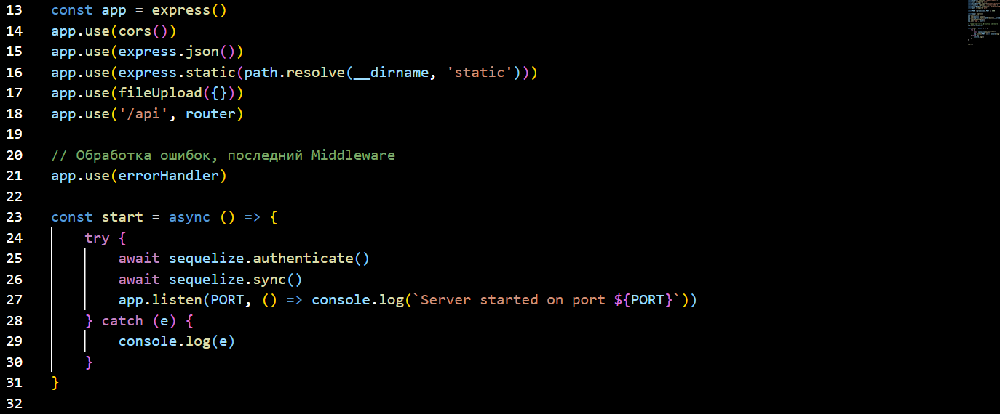 13 const app = express()
14 app.use(cors())
15 app.use(express.json())
16 app.use(express.static(path.resolve(__dirname, 'static')))
17 app.use(fileUpload({}))
18 app.use('/api', router)
19
20 // Обработка ошибок, последний Middleware
21 app.use(errorHandler)
22
23 const start = async () => {
24     try {
25         await sequelize.authenticate()
26         await sequelize.sync()
27         app.listen(PORT, () => console.log(`Server started on port ${PORT}`))
28     } catch (e) {
29         console.log(e)
30     }
31 }
32